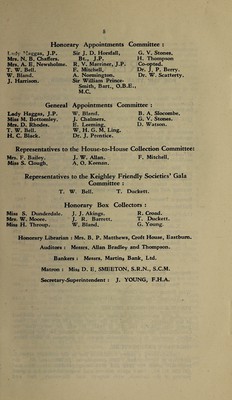 8
Honorary Appointments Committee :
Lady Haggas, J.P. Sir J. D. Horsfall, G. V. Stones.
Mrs. N. B. Chaffers. Bt., J.P. H. Thompson
Mrs. A. E. Newsholme. R. V. Marriner, J.P. Co-opted.
T. W. Bell. F. Mitchell, Dr. J. P. Berry.
W. Bland. A. Normington. Dr. W. Scatterty.
J. Harrison. Sir William Prince-
Smith, Bart., O.B.E.,
M.C.
General Appointments Committee :
Lady Haggas, J.P. W. Bland. B. A. Slocombe.
Miss M. Bottomley. J. Chalmers. G. V. Stones.
Mrs. D. Rhodes. E. Leeming. D. Watson.
T. W. Bell. W. H. G. M. Ling.
H. C. Black. Dr. J. Prentice.
Representatives to the House-to-House Collection Committee:
Mrs. F. Bailey. J. W. Allan. F. Mitchell.
Miss S. Clough. A. O. Kemm.
Representatives to the Keighley Friendly Societies' Gala
Committee :
T. W. Bell. T. Duckett.
Honorary Box Collectors :
Miss S. Dunderdale. J. J. Akings. R. Croad.
Mrs. W. Moore. J. R. Barrett. T. Duckett.
Miss H. Throup. W. Bland. G. Young.
Honorary Librarian : Mrs. B. P. Matthews, Croft House, Eastburn.
Auditors : Messrs. Allan Bradley and Thompson.
Bankers : Messrs. Martins Bank, Ltd.
Matron : Miss D. E. SMEETON, S.R.N., S.C.M.
Secretary-Superintendent : J. YOUNG, F.H.A.